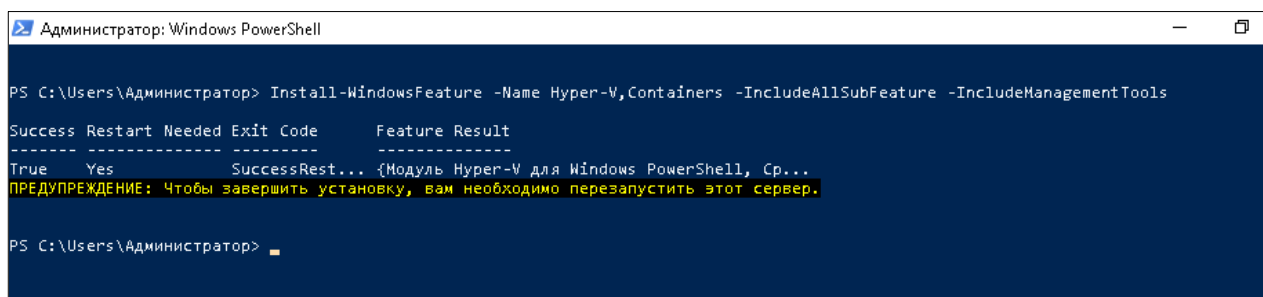 Администратор: Windows PowerShell
PS C:\Users\Администратор> Install-WindowsFeature -Name Hyper-V,Containers -IncludeAllSubFeature -IncludeManagementTools
Success Restart Needed Exit Code      Feature Result
------- -------------- ---------      --------------
True    Yes            SuccessRest... {Модуль Hyper-V для Windows PowerShell, Ср...
ПРЕДУПРЕЖДЕНИЕ: Чтобы завершить установку, вам необходимо перезапустить этот сервер.
PS C:\Users\Администратор>